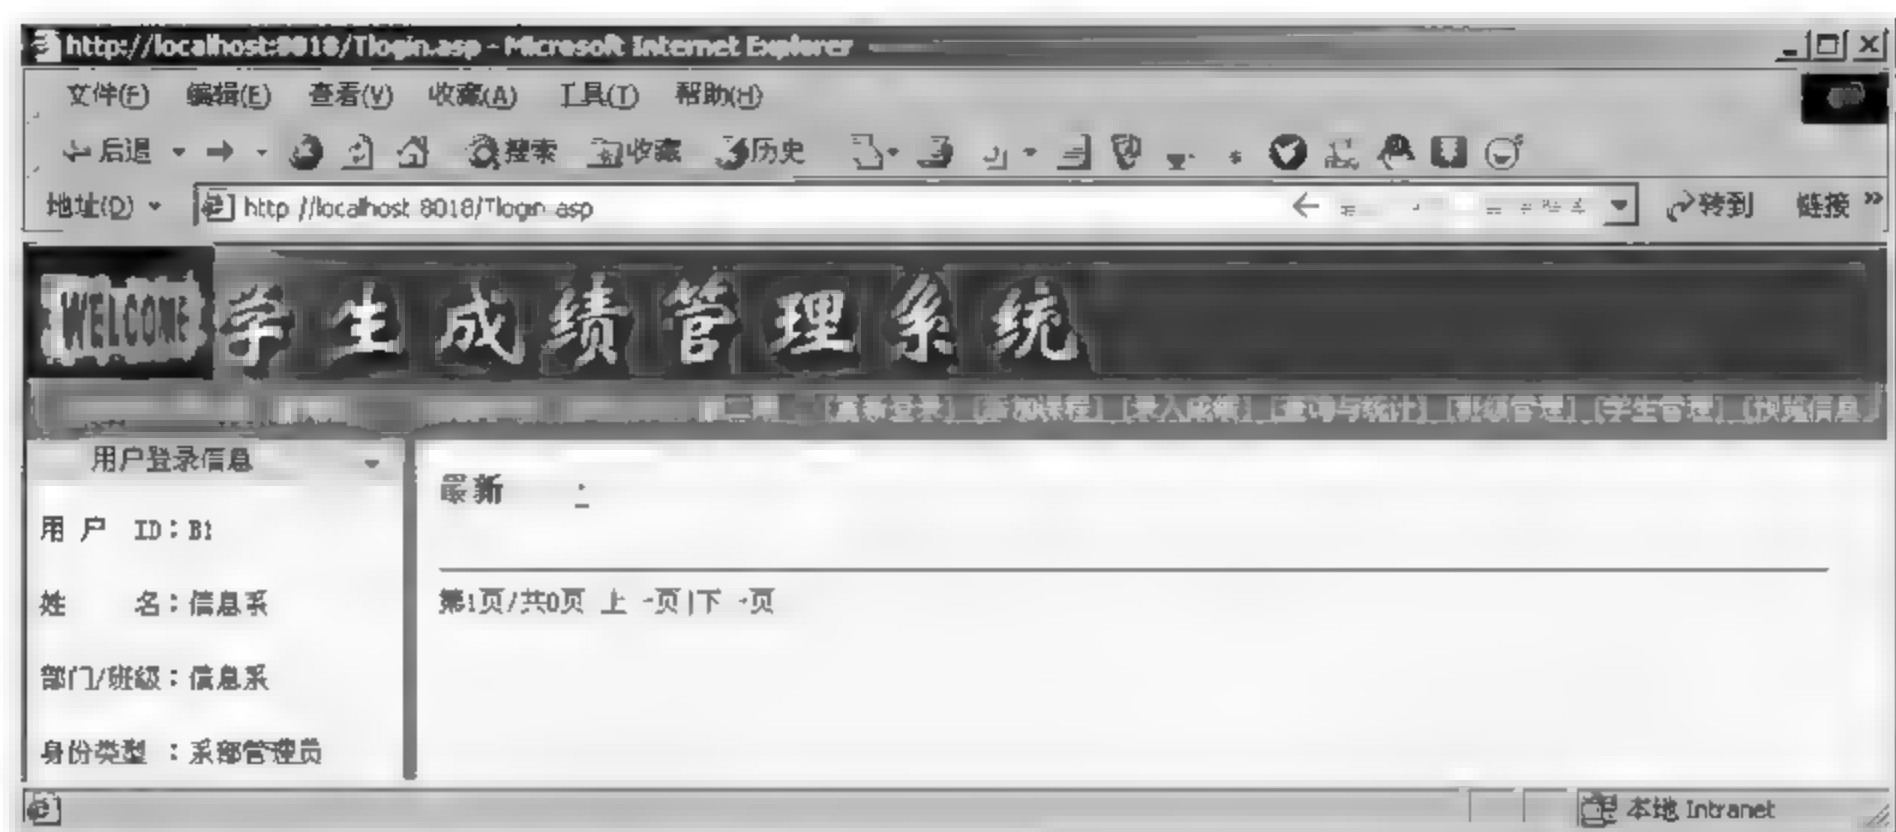 http://localhost:8018/Tlogin.asp - Microsoft Internet Explorer
文件(F) 编辑(E) 查看(V) 收藏(A) 工具(T) 帮助(H)
后退 搜索 收藏 历史
地址(D) http://localhost:8018/Tlogin.asp 转到 链接 »
WELCOME 学生成绩管理系统
[重新登录] [添加课程] [录入成绩] [查询与统计] [班级管理] [学生管理] [预览信息]
用户登录信息
最新 :
用 户 ID:B1
姓 名:信息系
第1页/共0页 上一页|下一页
部门/班级:信息系
身份类型 :系部管理员
本地 Intranet